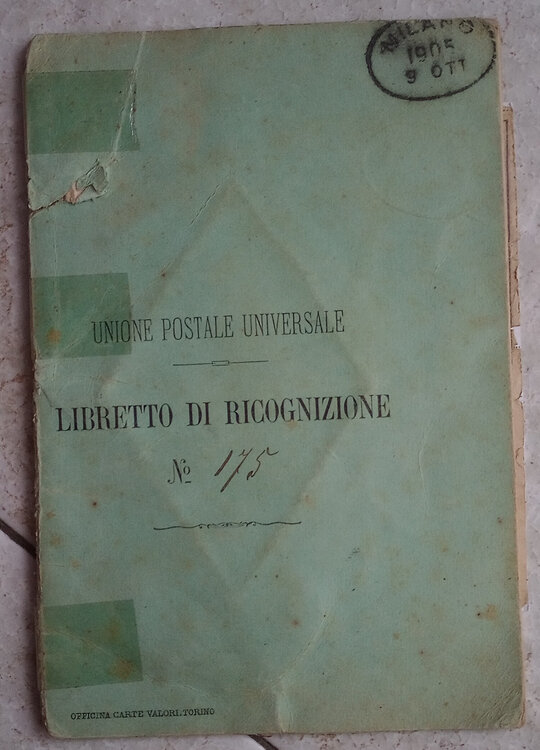 MILANO
1905
9 OTT
UNIONE POSTALE UNIVERSALE
LIBRETTO DI RICOGNIZIONE
Nº 175
OFFICINA CARTE VALORI.TORINO